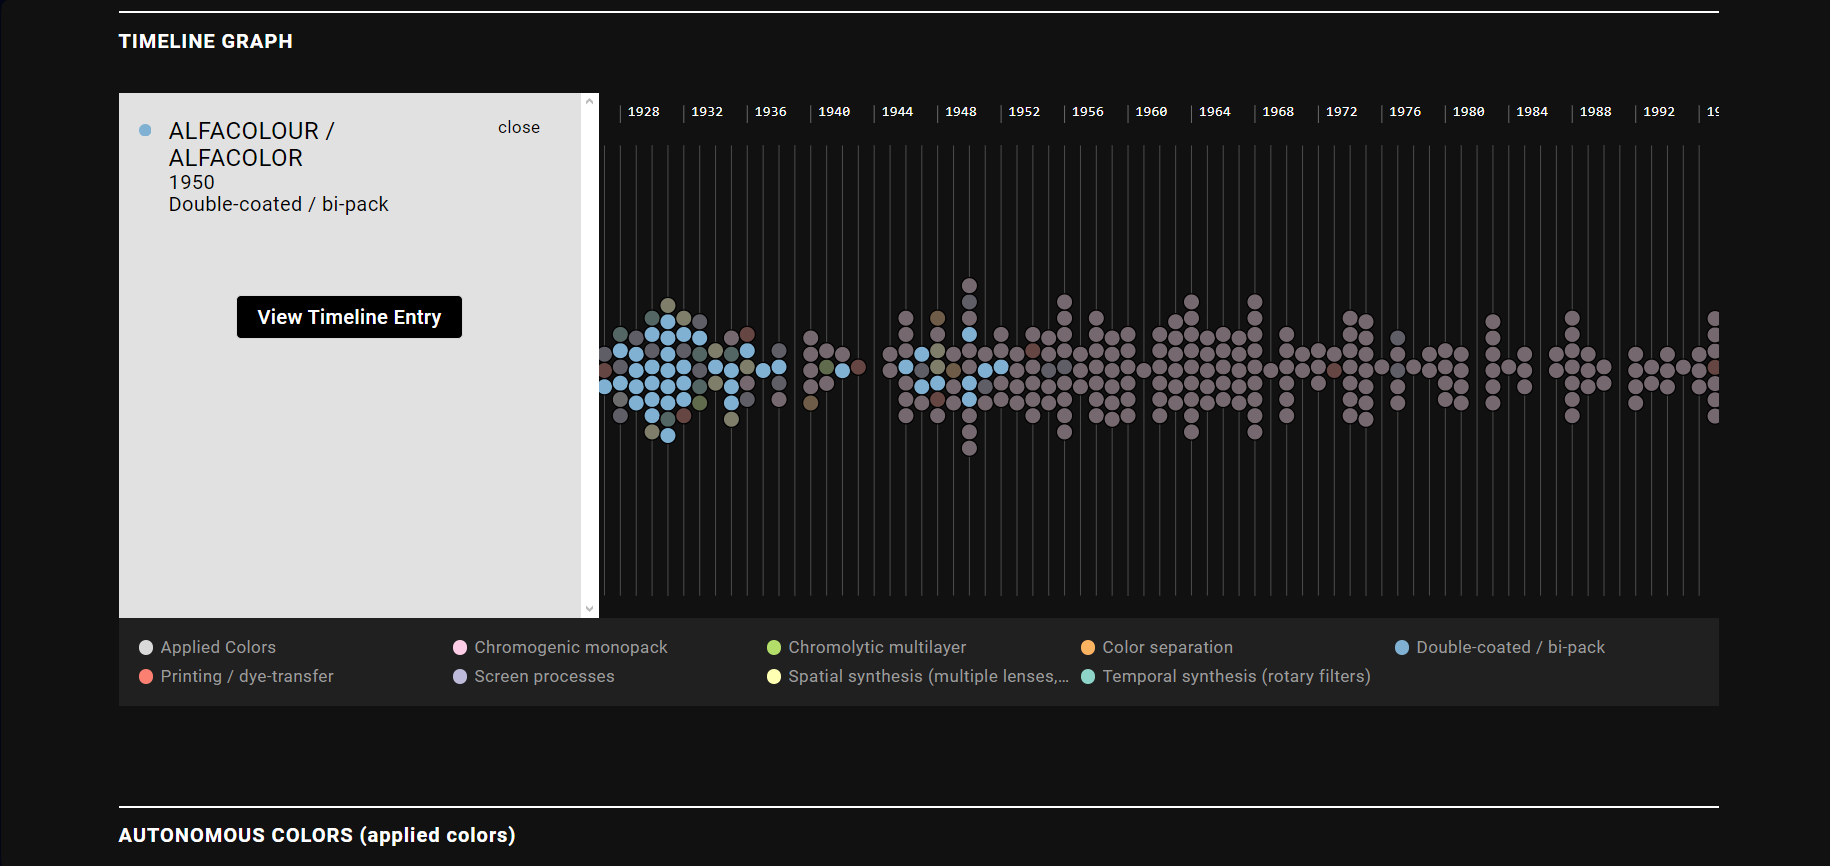 TIMELINE GRAPH
ALFACOLOUR /
ALFACOLOR
close
1950
Double-coated / bi-pack
View Timeline Entry
1928 1932 1936 1940 1944 1948 1952 1956 1960 1964 1968 1972 1976 1980 1984 1988 1992 19
Applied Colors Chromogenic monopack Chromolytic multilayer Color separation Double-coated / bi-pack
Printing / dye-transfer Screen processes Spatial synthesis (multiple lenses,... Temporal synthesis (rotary filters)
AUTONOMOUS COLORS (applied colors)